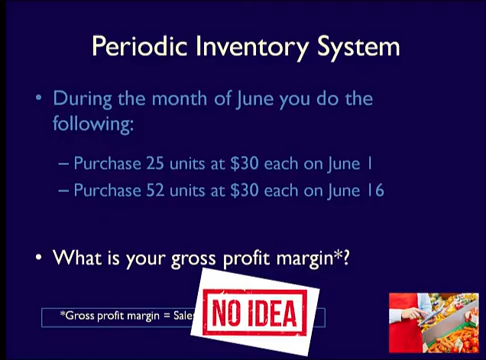 Periodic Inventory System
• During the month of June you do the
following:
– Purchase 25 units at $30 each on June 1
– Purchase 52 units at $30 each on June 16
• What is your gross profit margin*?
*Gross profit margin = Sales
NO IDEA